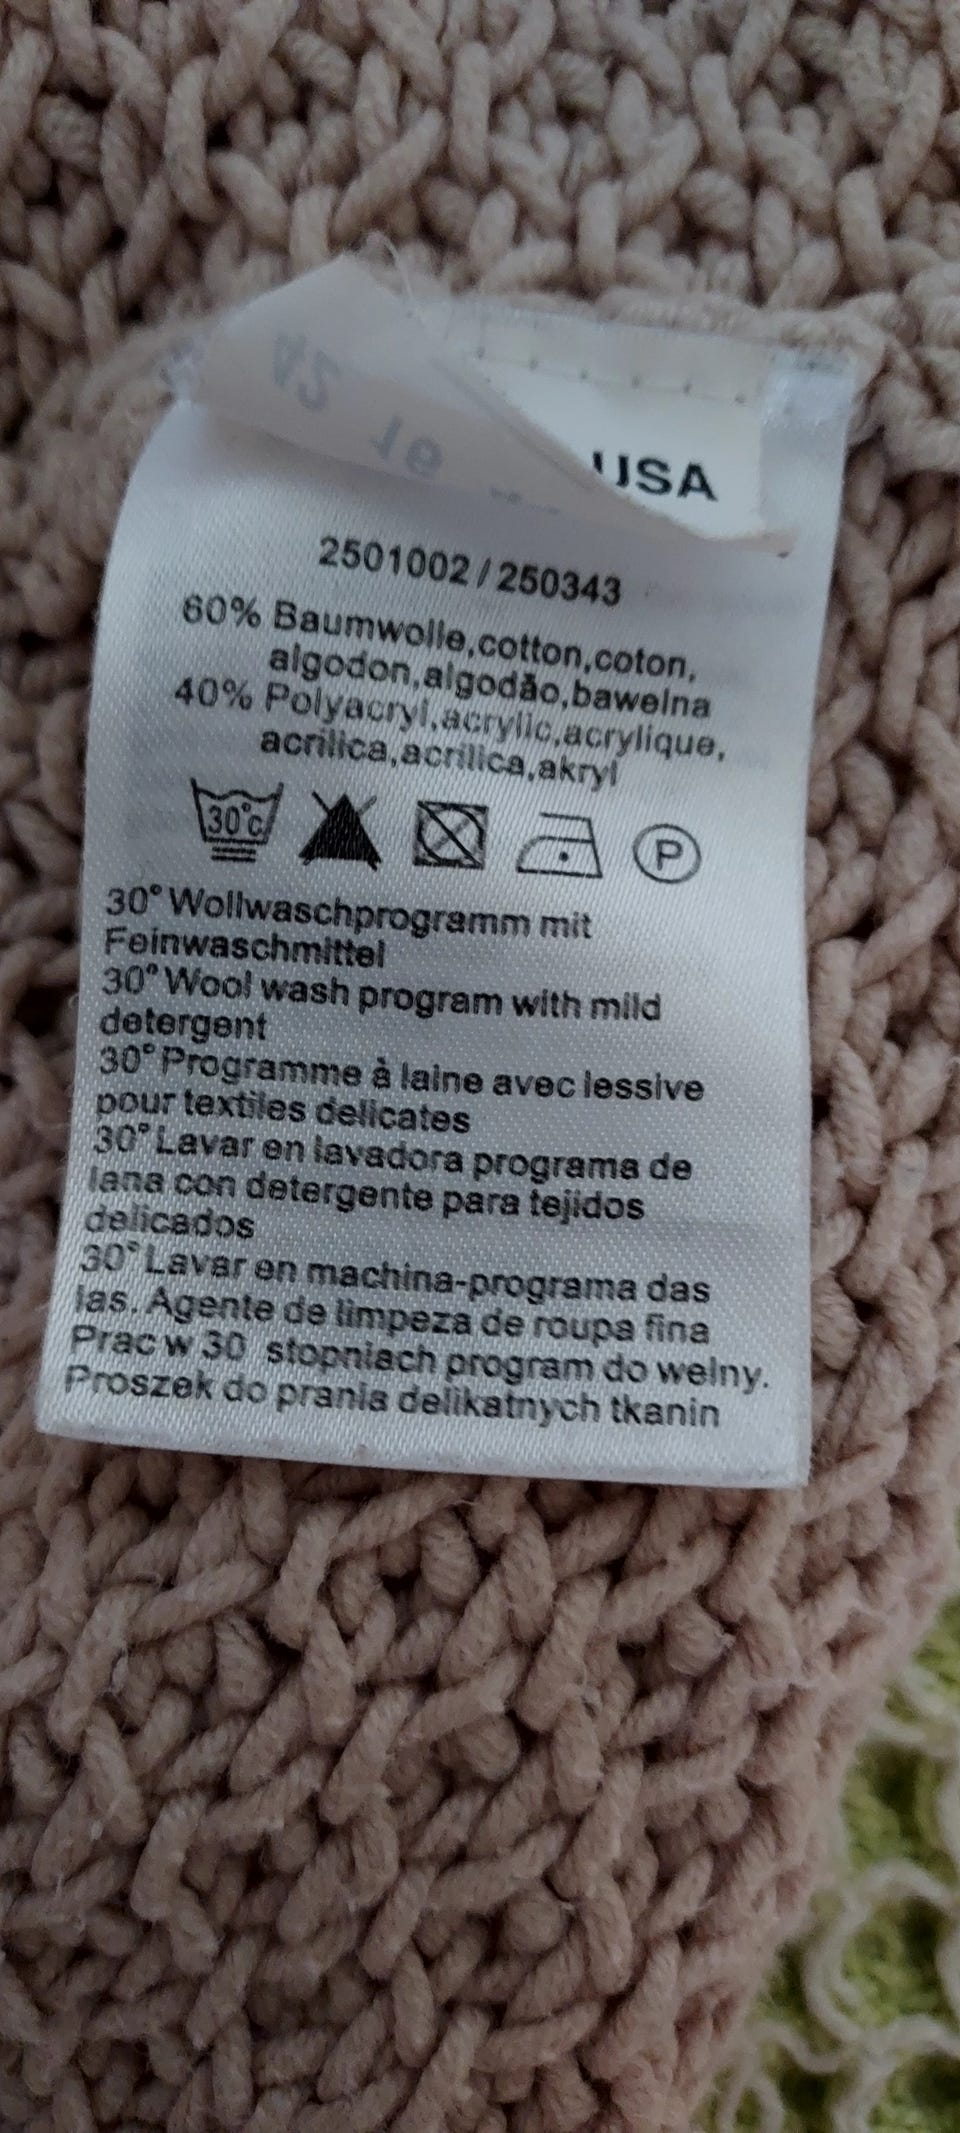 USA
2501002 / 250343
60% Baumwolle,cotton,coton,
algodon,algodão,bawelna
40% Polyacryl,acrylic,acrylique,
acrilica,acrilica,akryl
30°c P
30° Wollwaschprogramm mit
Feinwaschmittel
30° Wool wash program with mild
detergent
30° Programme à laine avec lessive
pour textiles delicates
30° Lavar en lavadora programa de
lana con detergente para tejidos
delicados
30° Lavar en machina-programa das
las. Agente de limpeza de roupa fina
Prac w 30 stopniach program do welny.
Proszek do prania delikatnych tkanin